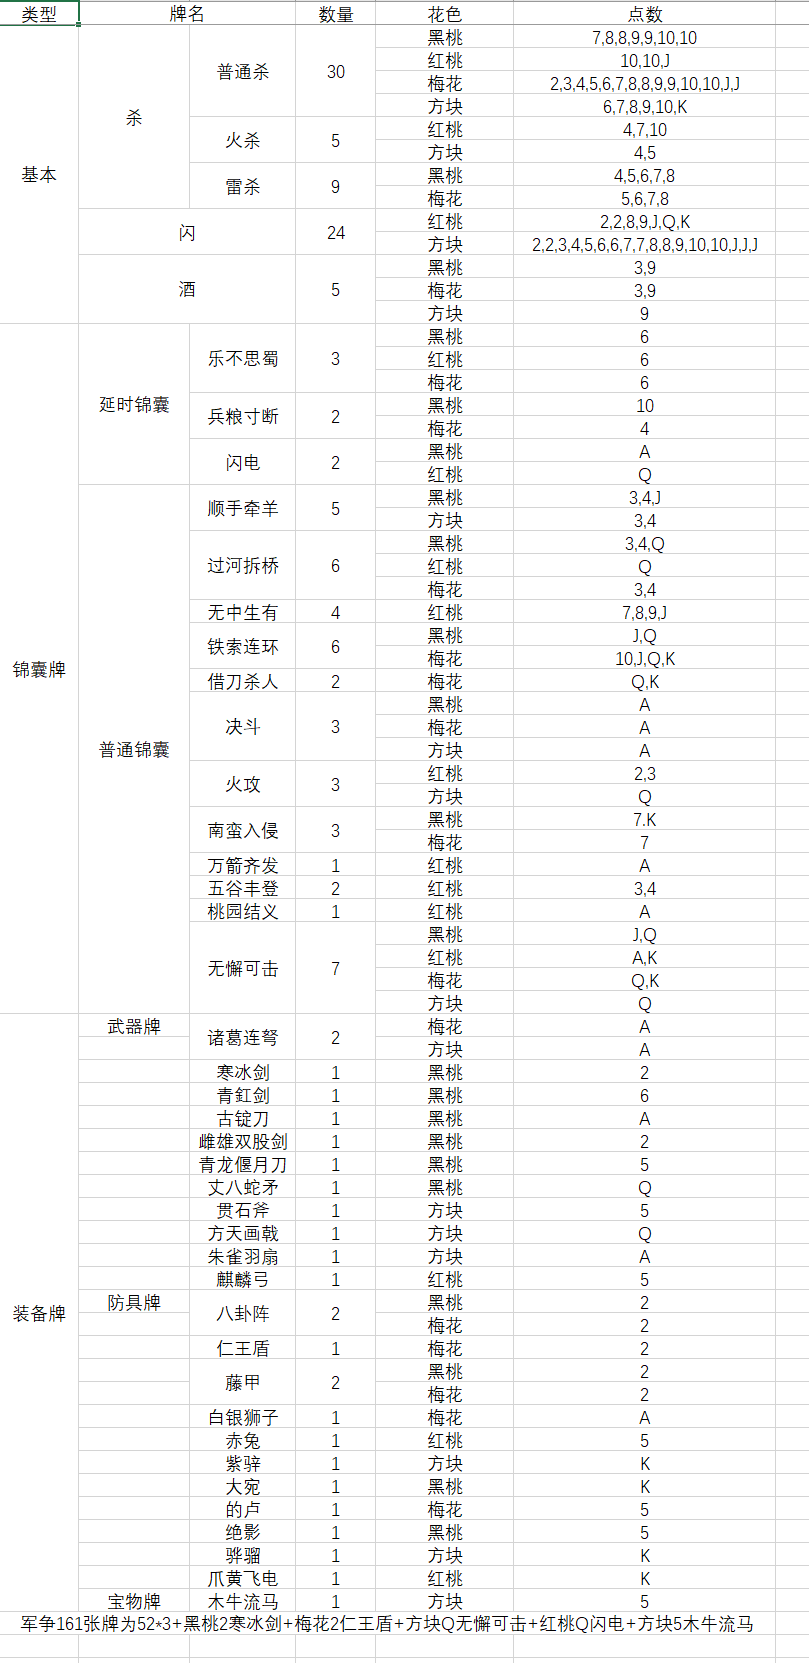 类型 牌名 数量 花色 点数
基本 杀 普通杀 30 黑桃 7,8,8,9,9,10,10
红桃 10,10,J
梅花 2,3,4,5,6,7,8,8,9,9,10,10,J,J
方块 6,7,8,9,10,K
火杀 5 红桃 4,7,10
方块 4,5
雷杀 9 黑桃 4,5,6,7,8
梅花 5,6,7,8
闪 24 红桃 2,2,8,9,J,Q,K
方块 2,2,3,4,5,6,6,7,7,8,8,9,10,10,J,J,J
酒 5 黑桃 3,9
梅花 3,9
方块 9
锦囊牌 延时锦囊 乐不思蜀 3 黑桃 6
红桃 6
梅花 6
兵粮寸断 2 黑桃 10
梅花 4
闪电 2 黑桃 A
红桃 Q
普通锦囊 顺手牵羊 5 黑桃 3,4,J
方块 3,4
过河拆桥 6 黑桃 3,4,Q
红桃 Q
梅花 3,4
无中生有 4 红桃 7,8,9,J
铁索连环 6 黑桃 J,Q
梅花 10,J,Q,K
借刀杀人 2 梅花 Q,K
决斗 3 黑桃 A
梅花 A
方块 A
火攻 3 红桃 2,3
方块 Q
南蛮入侵 3 黑桃 7.K
梅花 7
万箭齐发 1 红桃 A
五谷丰登 2 红桃 3,4
桃园结义 1 红桃 A
无懈可击 7 黑桃 J,Q
红桃 A,K
梅花 Q,K
方块 Q
装备牌 武器牌 诸葛连弩 2 梅花 A
方块 A
寒冰剑 1 黑桃 2
青釭剑 1 黑桃 6
古锭刀 1 黑桃 A
雌雄双股剑 1 黑桃 2
青龙偃月刀 1 黑桃 5
丈八蛇矛 1 黑桃 Q
贯石斧 1 方块 5
方天画戟 1 方块 Q
朱雀羽扇 1 方块 A
麒麟弓 1 红桃 5
防具牌 八卦阵 2 黑桃 2
梅花 2
仁王盾 1 梅花 2
藤甲 2 黑桃 2
梅花 2
白银狮子 1 梅花 A
赤兔 1 红桃 5
紫骍 1 方块 K
大宛 1 黑桃 K
的卢 1 梅花 5
绝影 1 黑桃 5
骅骝 1 方块 K
爪黄飞电 1 红桃 K
宝物牌 木牛流马 1 方块 5
军争161张牌为52*3+黑桃2寒冰剑+梅花2仁王盾+方块Q无懈可击+红桃Q闪电+方块5木牛流马